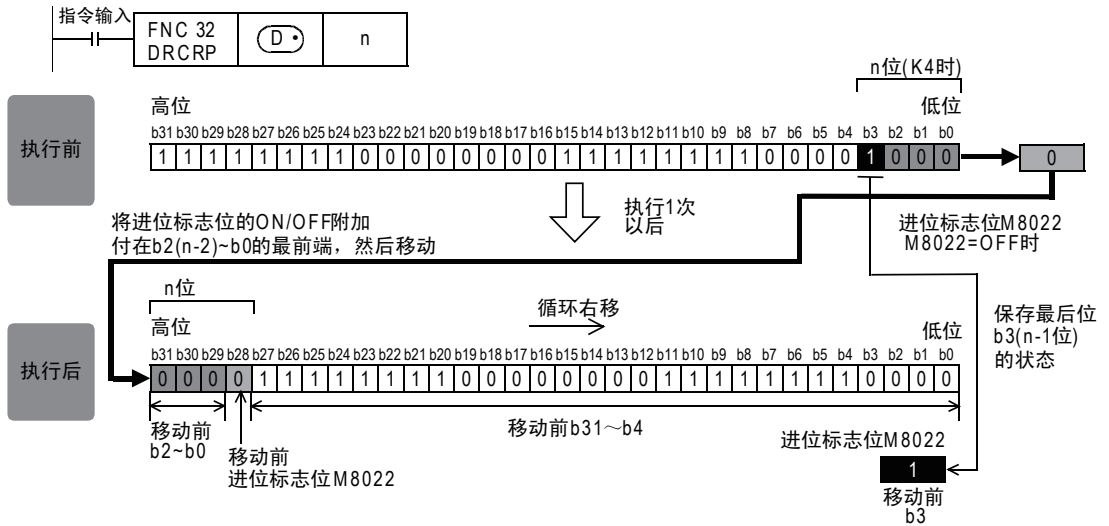 指令输入
FNC 32
DRCRP
D•
n
n位(K4时)
高位
低位
b31 b30 b29 b28 b27 b26 b25 b24 b23 b22 b21 b20 b19 b18 b17 b16 b15 b14 b13 b12 b11 b10 b9 b8 b7 b6 b5 b4 b3 b2 b1 b0
执行前
1 1 1 1 1 1 1 1 0 0 0 0 0 0 0 0 1 1 1 1 1 1 1 1 0 0 0 0 1 0 0 0
0
执行1次
以后
将进位标志位的ON/OFF附加
付在b2(n-2)~b0的最前端，然后移动
进位标志位M8022
M8022=OFF时
n位
循环右移
高位
低位
保存最后位
b3(n-1位)
的状态
b31 b30 b29 b28 b27 b26 b25 b24 b23 b22 b21 b20 b19 b18 b17 b16 b15 b14 b13 b12 b11 b10 b9 b8 b7 b6 b5 b4 b3 b2 b1 b0
执行后
0 0 0 0 1 1 1 1 1 1 1 1 0 0 0 0 0 0 0 0 1 1 1 1 1 1 1 1 0 0 0 0
移动前
b2~b0
移动前
进位标志位M8022
移动前b31～b4
进位标志位M8022
1
移动前
b3